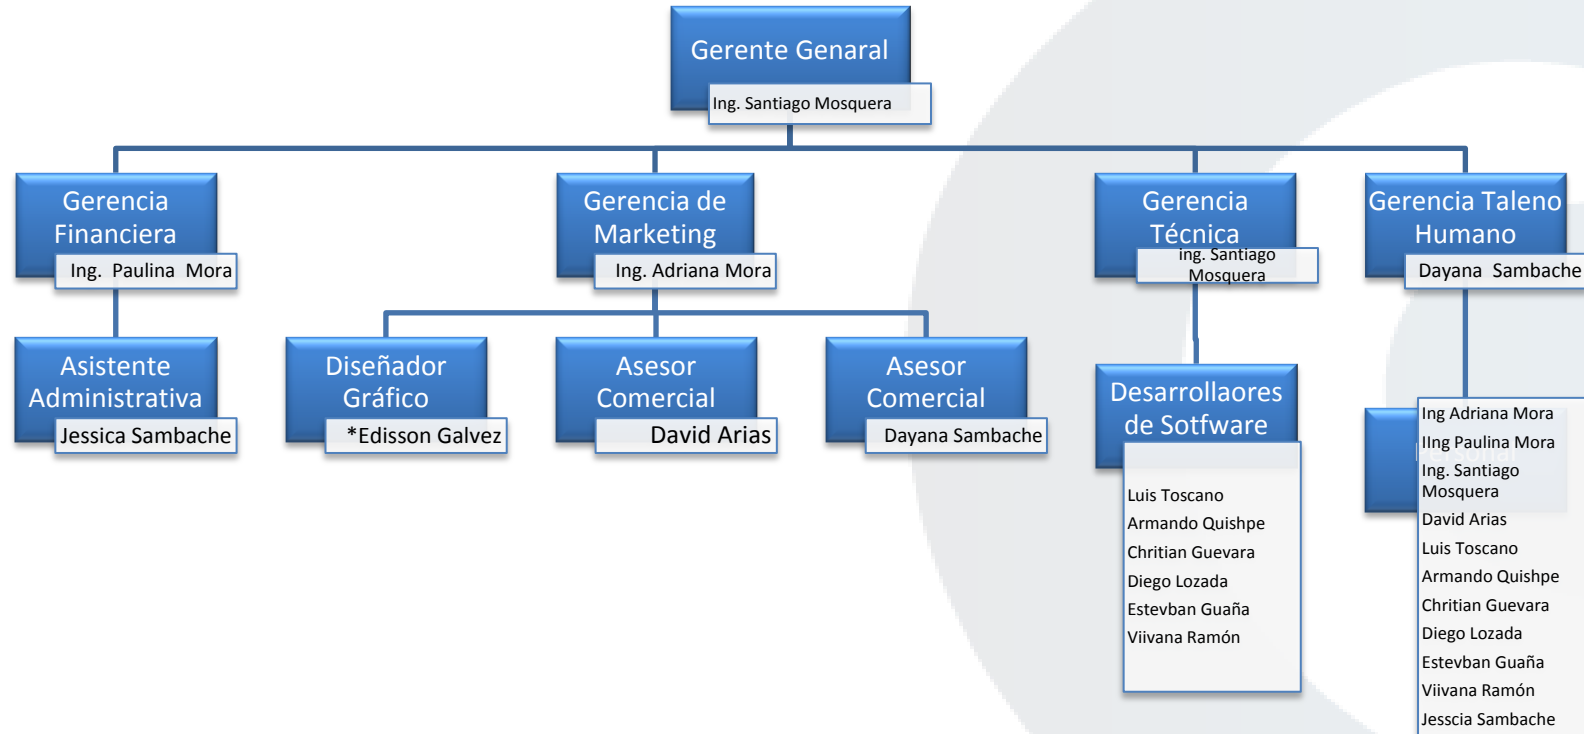 Gerente Genaral
Ing. Santiago Mosquera
Gerencia
Financiera
Ing. Paulina Mora
Gerencia de
Marketing
Ing. Adriana Mora
Gerencia
Técnica
ing. Santiago
Mosquera
Gerencia Taleno
Humano
Dayana Sambache
Asistente
Administrativa
Jessica Sambache
Diseñador
Gráfico
*Edisson Galvez
Asesor
Comercial
David Arias
Asesor
Comercial
Dayana Sambache
Desarrollaores
de Sotfware
Luis Toscano
Armando Quishpe
Chritian Guevara
Diego Lozada
Estevban Guaña
Viivana Ramón
Personal
Ing Adriana Mora
IIng Paulina Mora
Ing. Santiago
Mosquera
David Arias
Luis Toscano
Armando Quishpe
Chritian Guevara
Diego Lozada
Estevban Guaña
Viivana Ramón
Jesscia Sambache